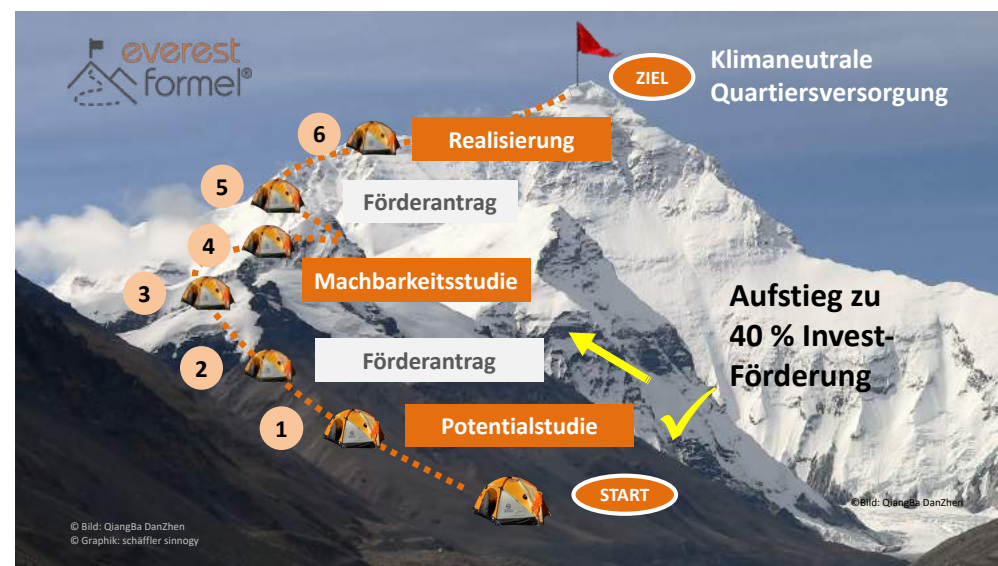 everest
formel®
ZIEL
Klimaneutrale
Quartiersversorgung
6
Realisierung
5
Förderantrag
4
Machbarkeitsstudie
3
Aufstieg zu
40 % Invest-
Förderung
2
Förderantrag
1
Potentialstudie
START
©Bild: QiangBa DanZhen
© Bild: QiangBa DanZhen
© Graphik: schäffler sinnogy